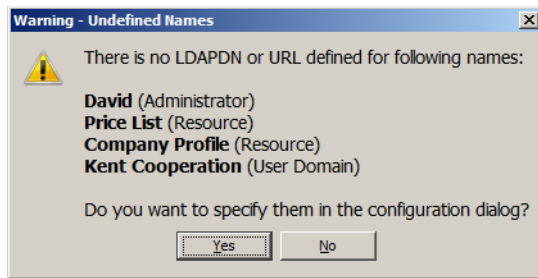 Warning - Undefined Names
There is no LDAPDN or URL defined for following names:
David (Administrator)
Price List (Resource)
Company Profile (Resource)
Kent Cooperation (User Domain)
Do you want to specify them in the configuration dialog?
Yes No